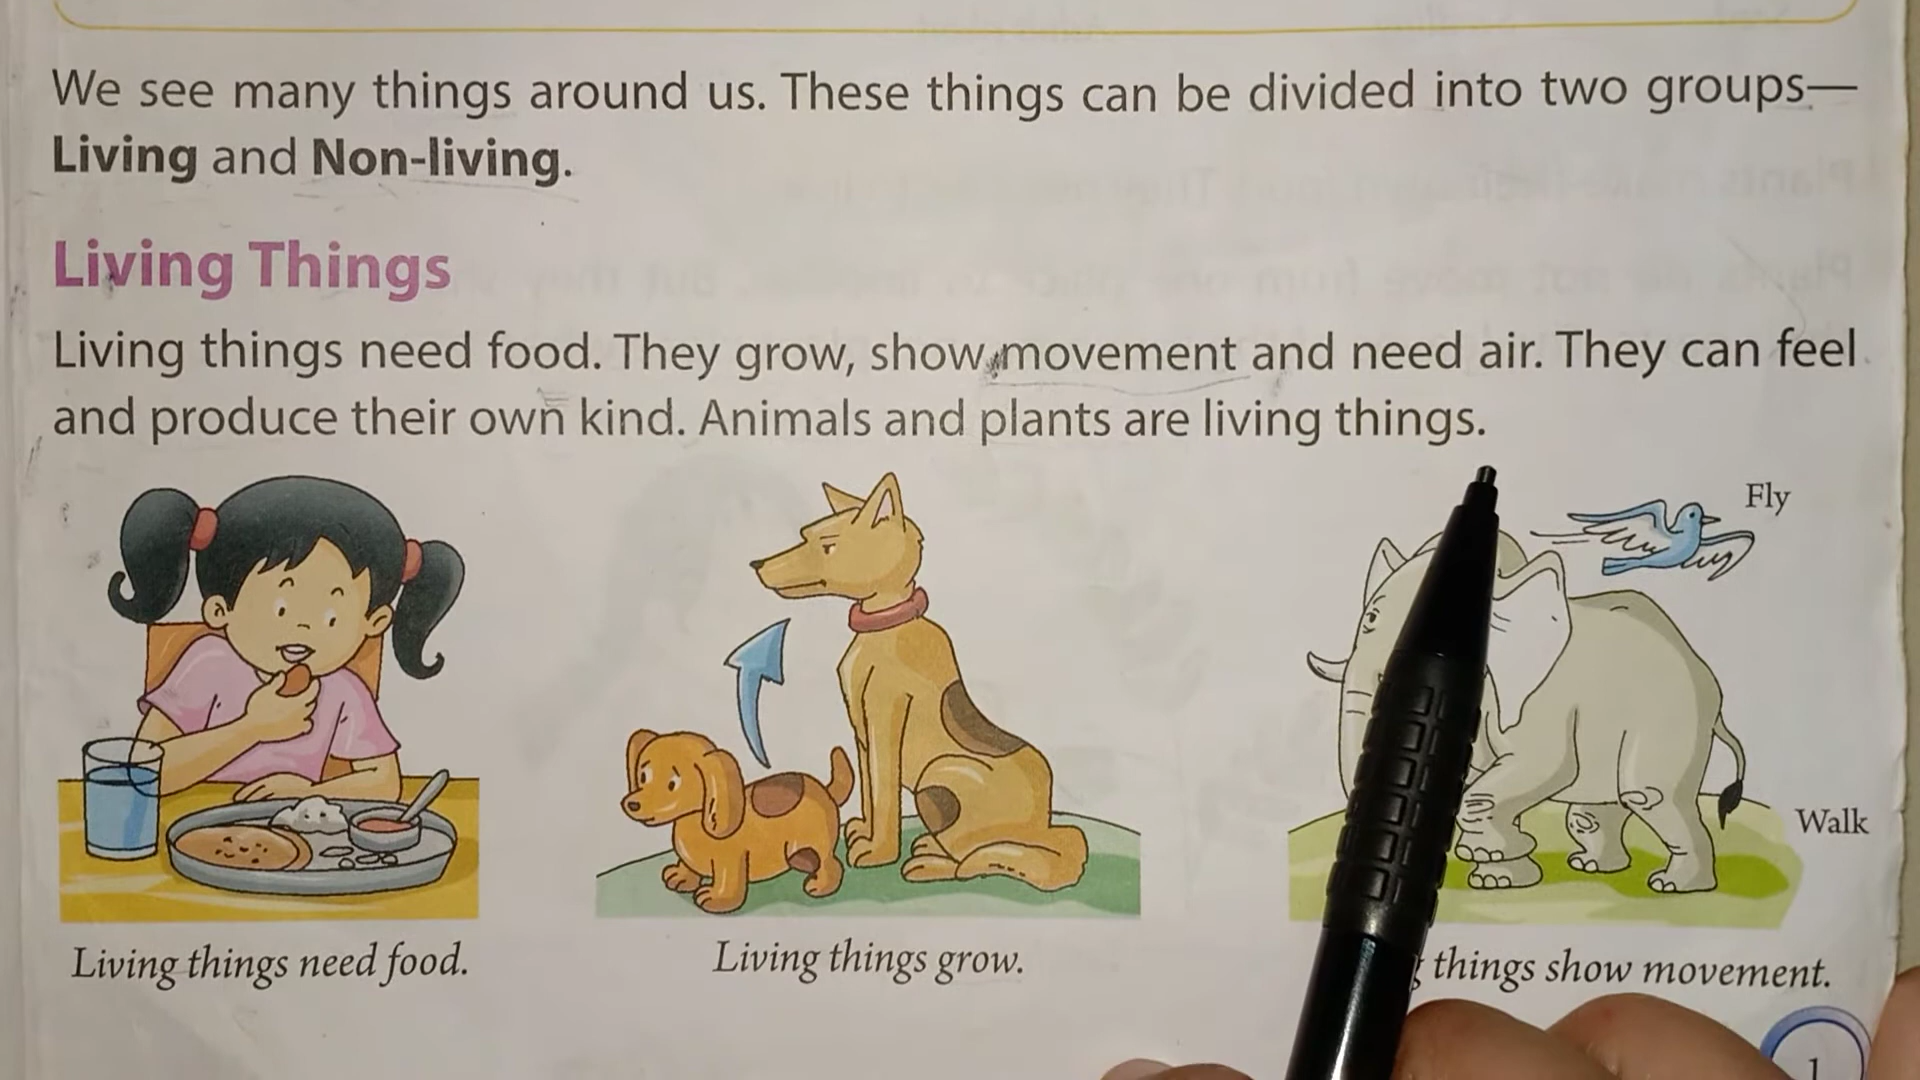 We see many things around us. These things can be divided into two groups—
Living and Non-living.
Living Things
Living things need food. They grow, show movement and need air. They can feel
and produce their own kind. Animals and plants are living things.
Fly
Walk
Living things need food.
Living things grow.
things show movement.
1